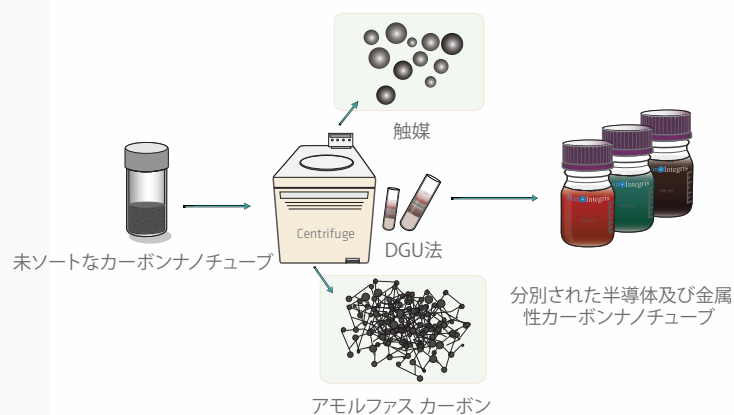 触媒
未ソートなカーボンナノチューブ
Centrifuge
DGU法
NanoIntegris
Integris
分別された半導体及び金属
性カーボンナノチューブ
アモルファス カーボン